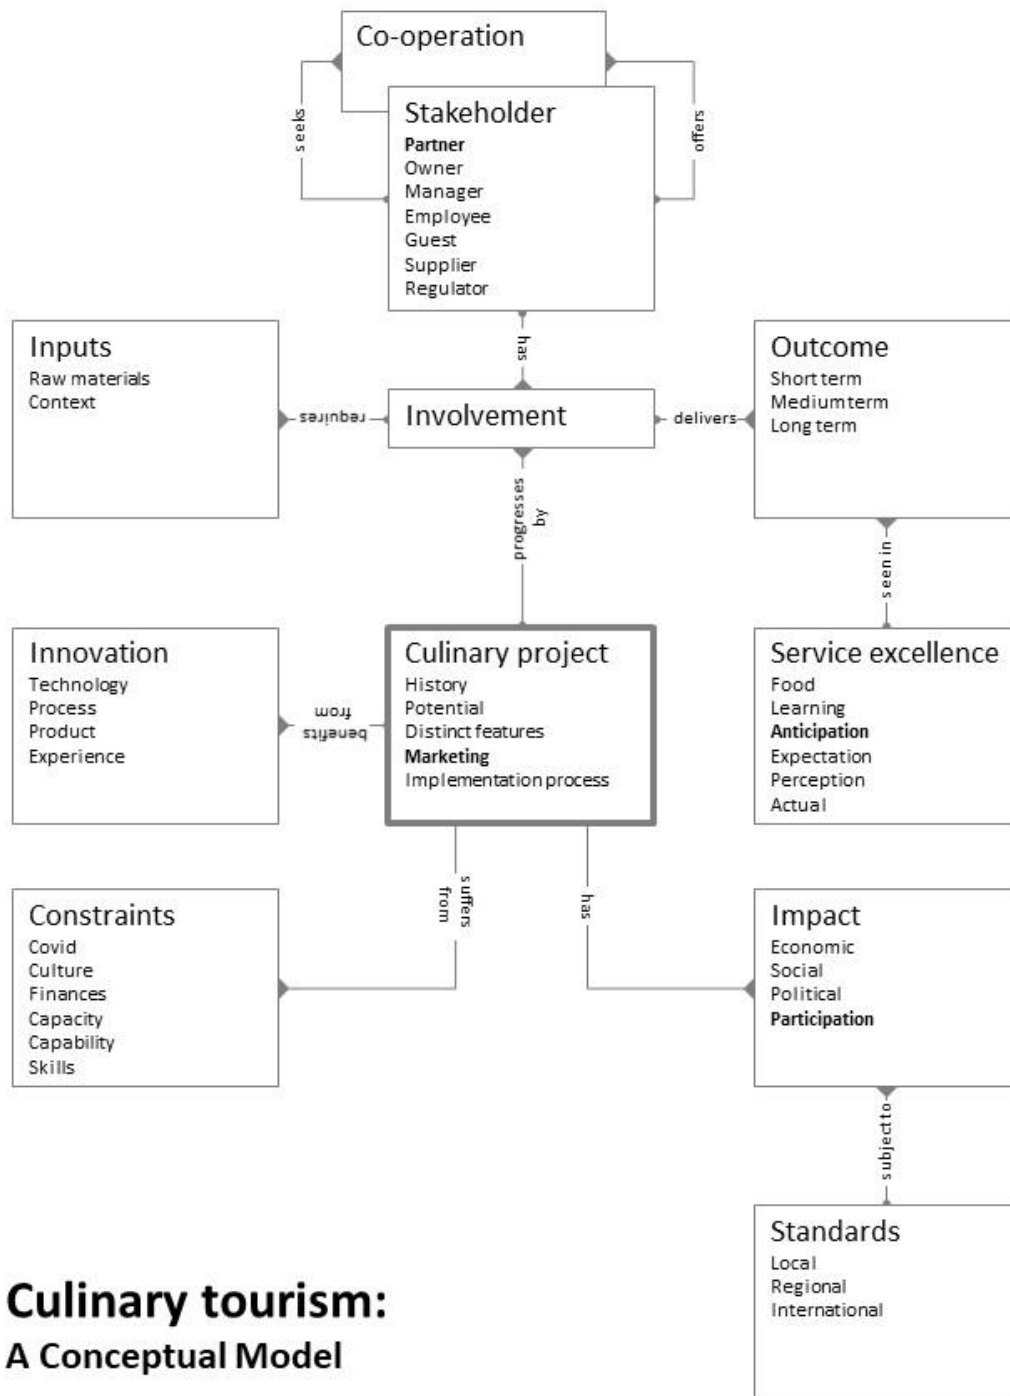 Co-operation
seeks
offers
Stakeholder
Partner
Owner
Manager
Employee
Guest
Supplier
Regulator
has
Inputs
Raw materials
Context
requires
Involvement
delivers
Outcome
Short term
Medium term
Long term
progresses
by
seen in
Innovation
Technology
Process
Product
Experience
benefits
from
Culinary project
History
Potential
Distinct features
Marketing
Implementation process
Service excellence
Food
Learning
Anticipation
Expectation
Perception
Actual
suffers
from
has
Constraints
Covid
Culture
Finances
Capacity
Capability
Skills
Impact
Economic
Social
Political
Participation
subject to
Standards
Local
Regional
International
Culinary tourism:
A Conceptual Model